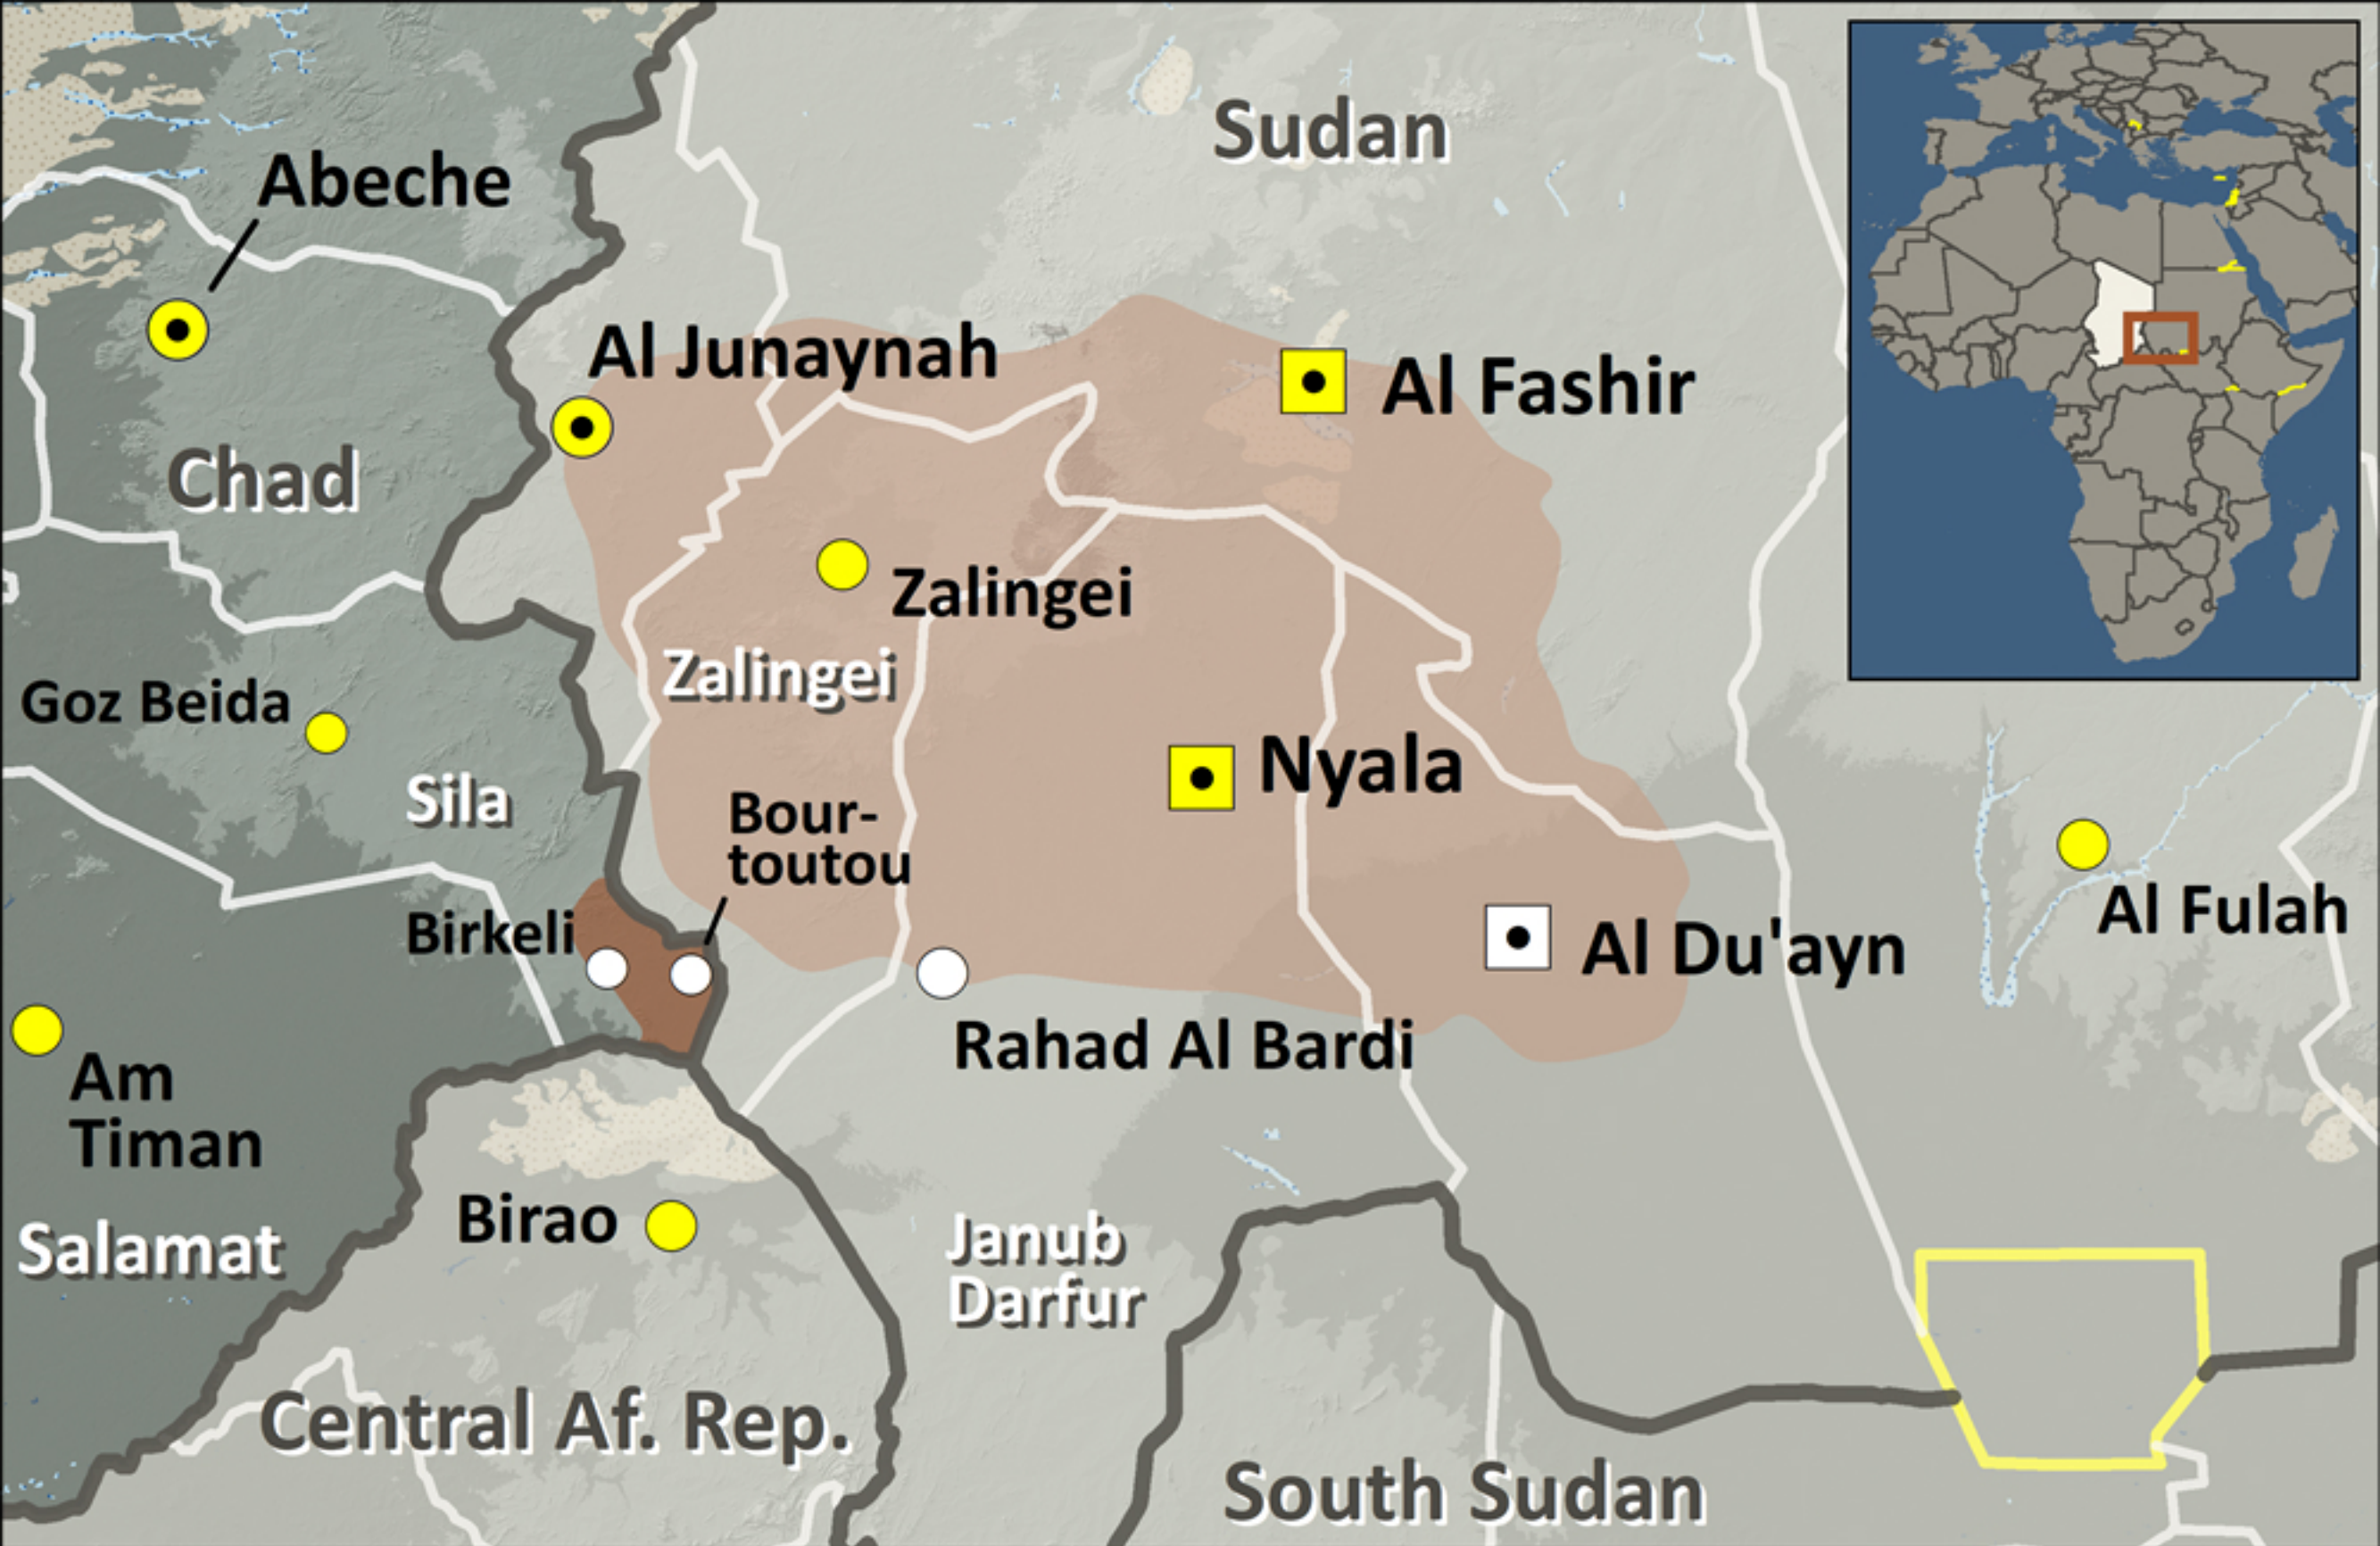 Sudan
Abeche
Al Junaynah
Al Fashir
Chad
Zalingei
Zalingei
Goz Beida
Sila
Nyala
Bour-
toutou
Birkeli
Al Fulah
Al Du'ayn
Rahad Al Bardi
Am
Timan
Birao
Salamat
Janub
Darfur
Central Af. Rep.
South Sudan